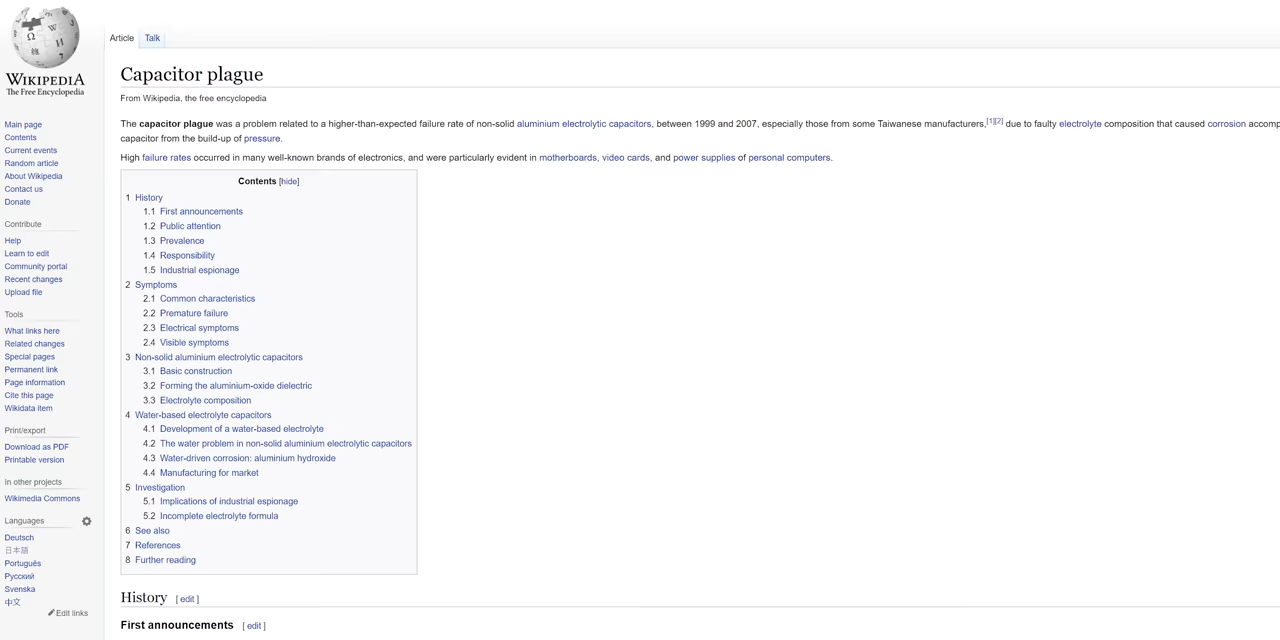 WIKIPEDIA
The Free Encyclopedia
Main page
Contents
Current events
Random article
About Wikipedia
Contact us
Donate
Contribute
Help
Learn to edit
Community portal
Recent changes
Upload file
Tools
What links here
Related changes
Special pages
Permanent link
Page information
Cite this page
Wikidata item
Print/export
Download as PDF
Printable version
In other projects
Wikimedia Commons
Languages
Deutsch
日本語
Português
Русский
Svenska
中文
Edit links
Article Talk
Capacitor plague
From Wikipedia, the free encyclopedia
The capacitor plague was a problem related to a higher-than-expected failure rate of non-solid aluminium electrolytic capacitors, between 1999 and 2007, especially those from some Taiwanese manufacturers,[1][2] due to faulty electrolyte composition that caused corrosion accomp
capacitor from the build-up of pressure.
High failure rates occurred in many well-known brands of electronics, and were particularly evident in motherboards, video cards, and power supplies of personal computers.
Contents [hide]
1 History
1.1 First announcements
1.2 Public attention
1.3 Prevalence
1.4 Responsibility
1.5 Industrial espionage
2 Symptoms
2.1 Common characteristics
2.2 Premature failure
2.3 Electrical symptoms
2.4 Visible symptoms
3 Non-solid aluminium electrolytic capacitors
3.1 Basic construction
3.2 Forming the aluminium-oxide dielectric
3.3 Electrolyte composition
4 Water-based electrolyte capacitors
4.1 Development of a water-based electrolyte
4.2 The water problem in non-solid aluminium electrolytic capacitors
4.3 Water-driven corrosion: aluminium hydroxide
4.4 Manufacturing for market
5 Investigation
5.1 Implications of industrial espionage
5.2 Incomplete electrolyte formula
6 See also
7 References
8 Further reading
History [ edit ]
First announcements [ edit ]